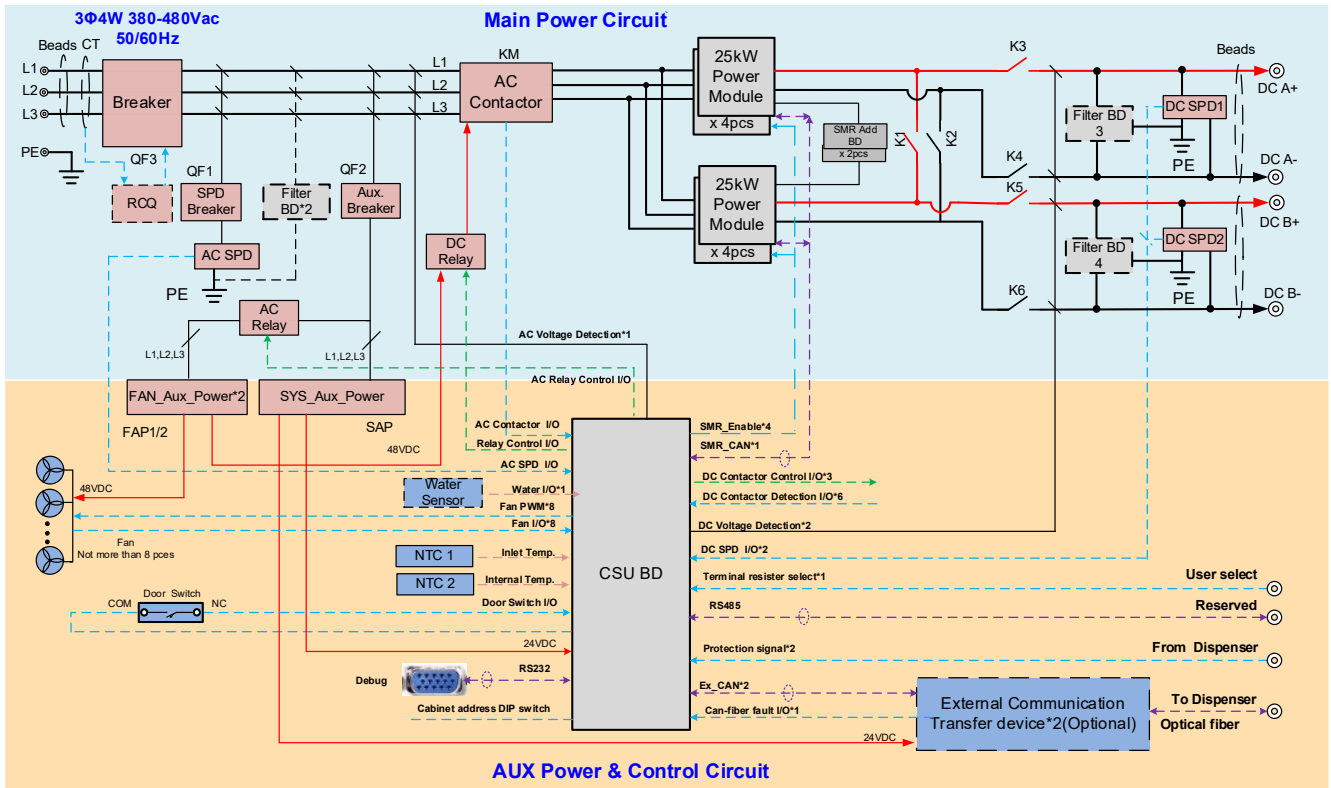 3Φ4W 380-480Vac
50/60Hz
Main Power Circuit
Beads CT
L1
L2
L3
PE
Breaker
QF3
RCQ
QF1
SPD
Breaker
AC SPD
PE
Filter
BD*2
QF2
Aux.
Breaker
L1
L2
L3
KM
AC
Contactor
DC
Relay
AC
Relay
L1,L2,L3
L1,L2,L3
25kW
Power
Module
x 4pcs
SMR Add
BD
x 2pcs
25kW
Power
Module
x 4pcs
K1
K2
K3
K4
K5
K6
Beads
Filter BD
3
DC SPD1
PE
DC A+
DC A-
DC B+
Filter BD
4
DC SPD2
PE
DC B-
AC Voltage Detection*1
AC Relay Control I/O
FAN_Aux_Power*2
SYS_Aux_Power
FAP1/2
SAP
48VDC
48VDC
Fan
Not more than 8 pces
AC Contactor I/O
Relay Control I/O
AC SPD I/O
Water
Sensor
Water I/O*1
Fan PWM*8
Fan I/O*8
NTC 1
Inlet Temp.
NTC 2
Internal Temp.
Door Switch
COM
NC
Door Switch I/O
24VDC
Debug
RS232
Cabinet address DIP switch
CSU BD
SMR_Enable*4
SMR_CAN*1
DC Contactor Control I/O*3
DC Contactor Detection I/O*6
DC Voltage Detection*2
DC SPD I/O*2
Terminal resister select*1
User select
RS485
Reserved
Protection signal*2
From Dispenser
Ex_CAN*2
Can-fiber fault I/O*1
24VDC
External Communication
Transfer device*2(Optional)
To Dispenser
Optical fiber
AUX Power & Control Circuit